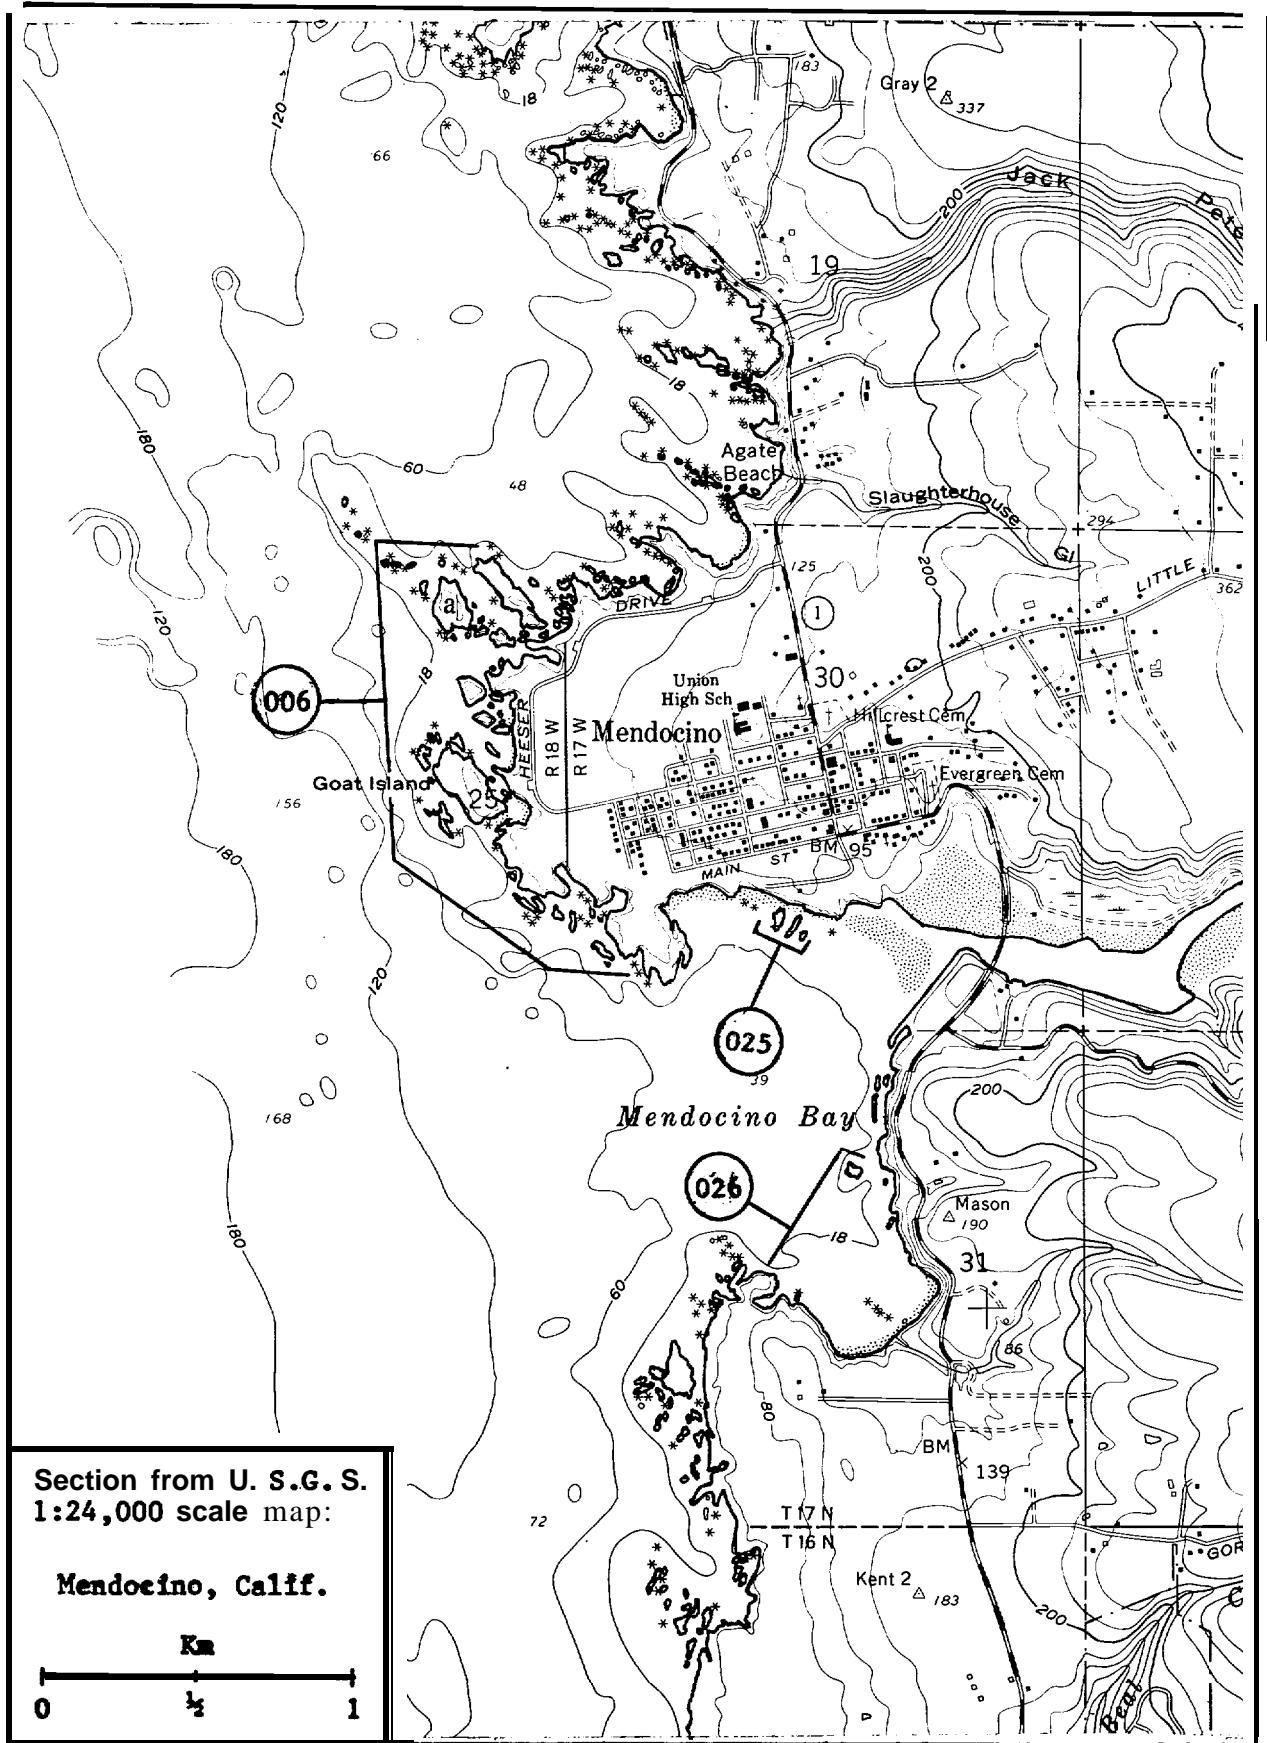 183
Gray 2
337
18
120
66
Jack
Pete
200
19
18
180
60
48
Agate
Beach
Slaughterhouse
Gl
294
LITTLE
362
125
200
DRIVE
a
120
1
18
006
Union
High Sch
30
Hillcrest Cem
Mendocino
HEESER
R 18 W
R 17 W
Evergreen Cem
Goat Island
25
156
180
BM 95
MAIN ST
120
025
39
200
168
Mendocino Bay
026
Mason
190
180
18
31
60
86
80
BM
139
Section from U. S.G. S.
1:24,000 scale map:
Mendocino, Calif.
Km
0 ½ 1
72
T 17 N
T 16 N
GOR
Kent 2
183
200
C
Beal